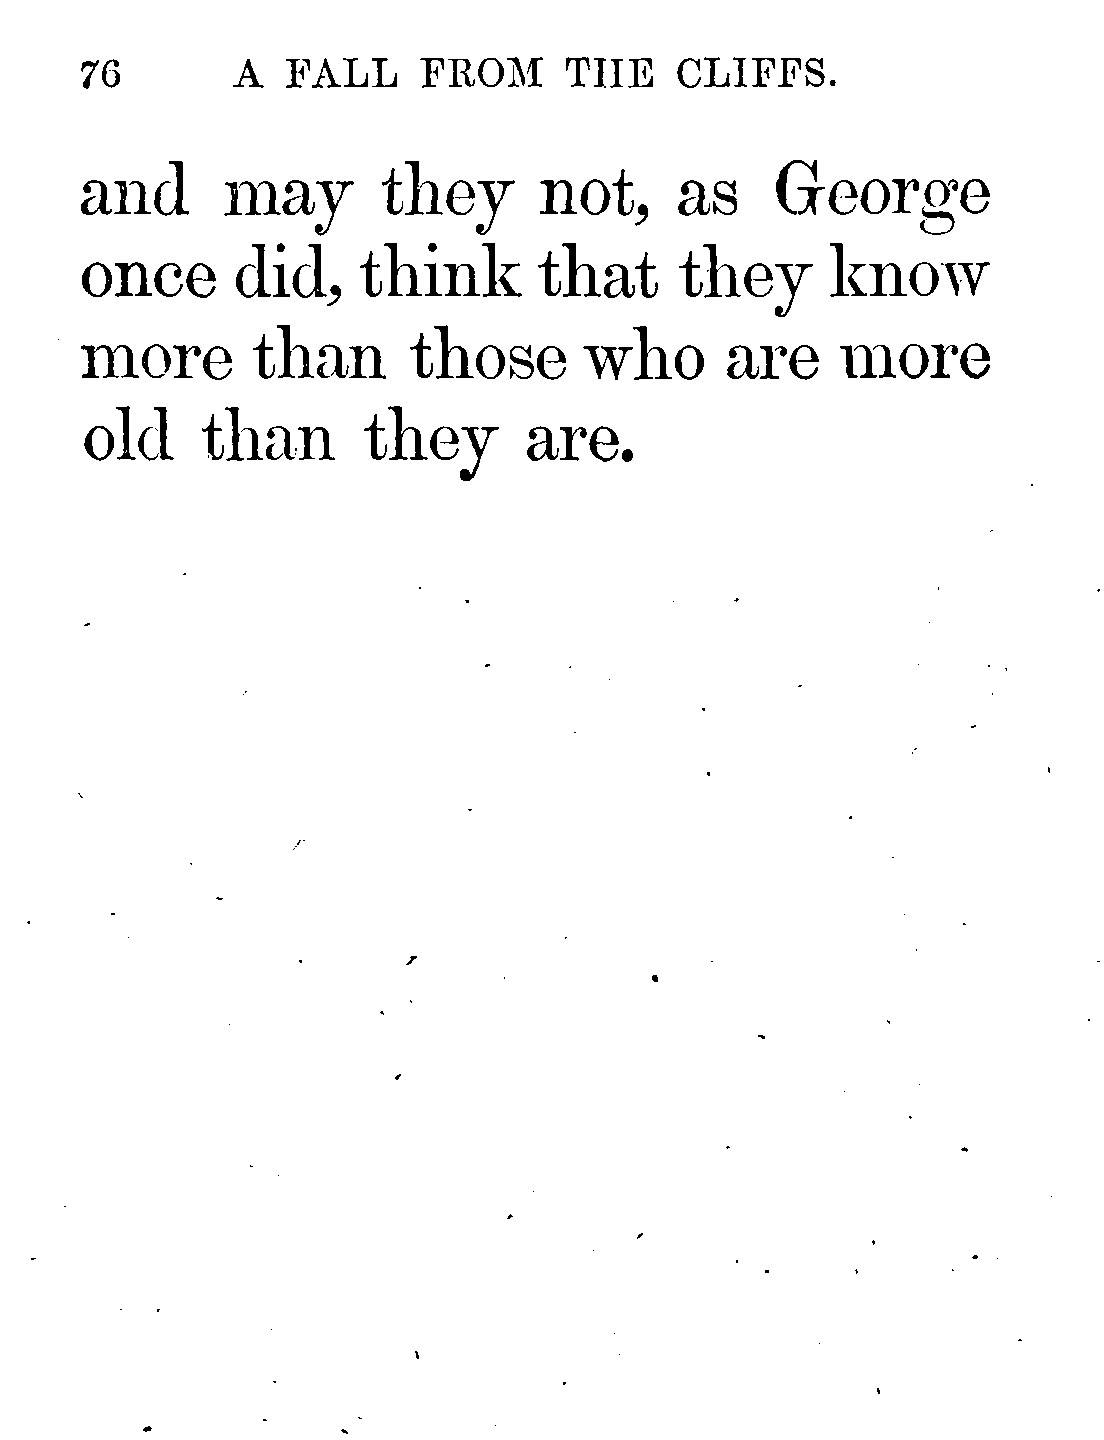 76 A FALL FROM THE CLIFFS.
and may they not, as George
once did, think that they know
more than those who are more
old than they are.